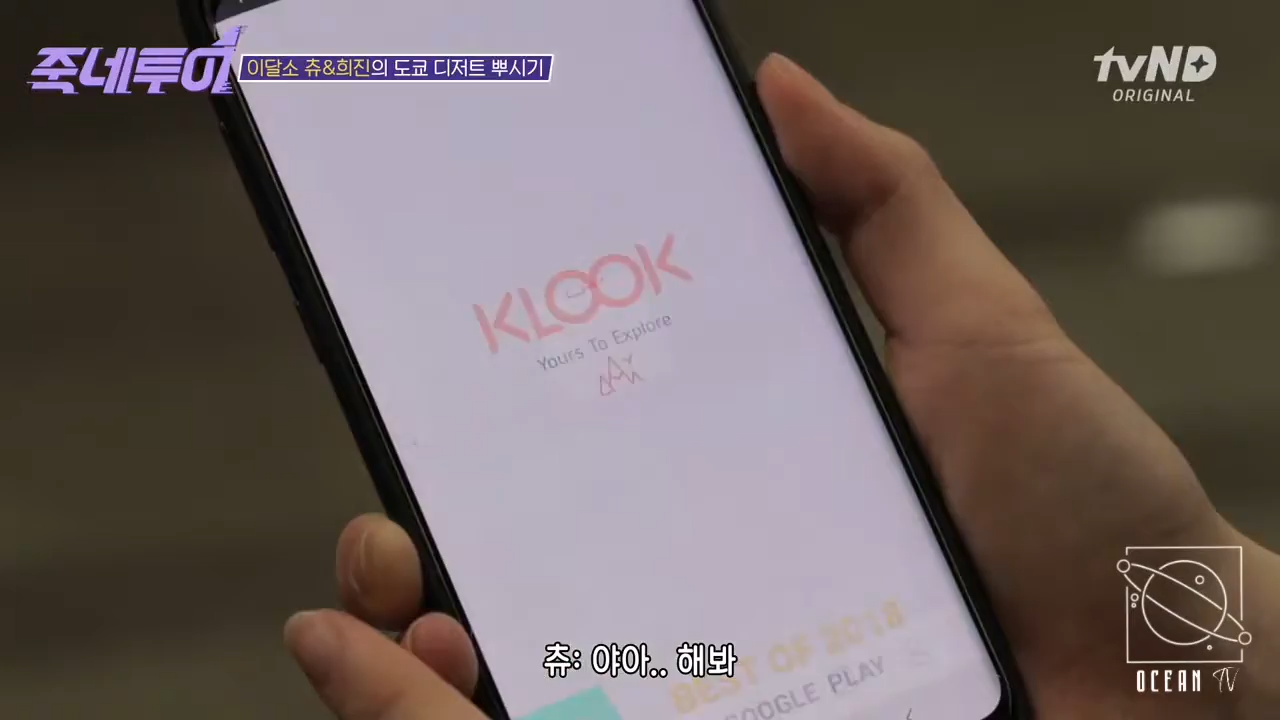 죽네투어
이달소 츄&희진의 도쿄 디저트 뿌시기
tvND
ORIGINAL
KLOOK
Yours To Explore
BEST OF 2018
GOOGLE PLAY
츄: 야아.. 해봐
OCEAN TV